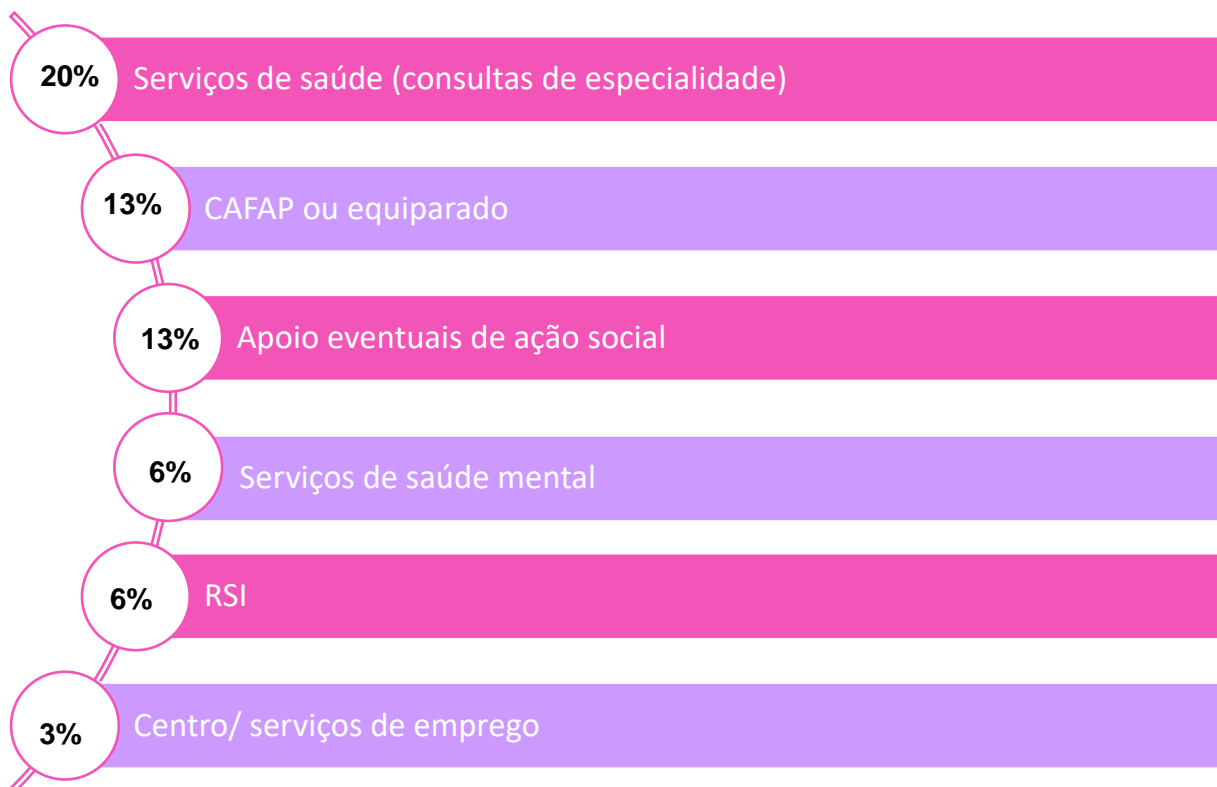 20% Serviços de saúde (consultas de especialidade)
13% CAFAP ou equiparado
13% Apoio eventuais de ação social
6% Serviços de saúde mental
6% RSI
3% Centro/ serviços de emprego